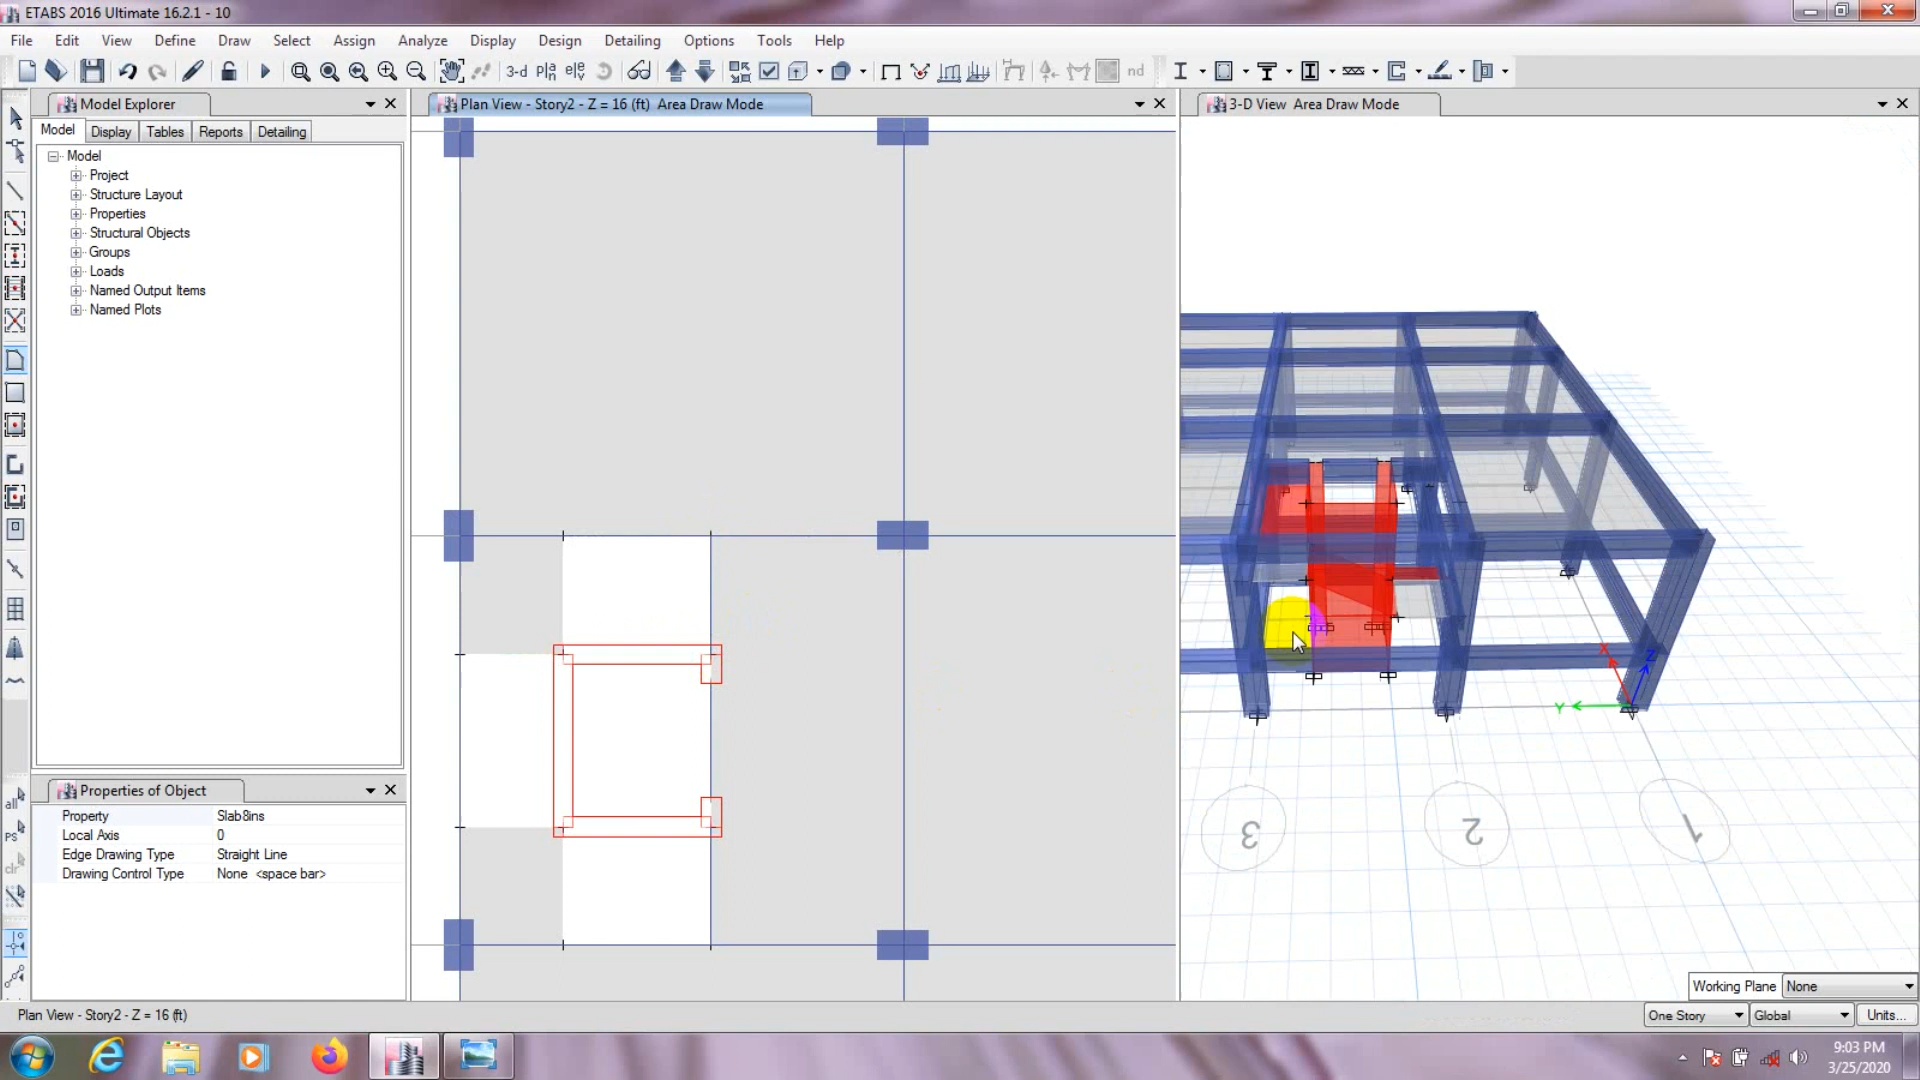 ETABS 2016 Ultimate 16.2.1 - 10
File Edit View Define Draw Select Assign Analyze Display Design Detailing Options Tools Help
3-d pla ele nd
Model Explorer
Plan View - Story2 - Z = 16 (ft) Area Draw Mode
3-D View Area Draw Mode
Model Display Tables Reports Detailing
Model
Project
Structure Layout
Properties
Structural Objects
Groups
Loads
Named Output Items
Named Plots
X
Z
Y
3
2
1
Properties of Object
Property Slab8ins
Local Axis 0
Edge Drawing Type Straight Line
Drawing Control Type None <space bar>
all
PS
clr
Working Plane None
Plan View - Story2 - Z = 16 (ft)
One Story Global Units...
9:03 PM
3/25/2020